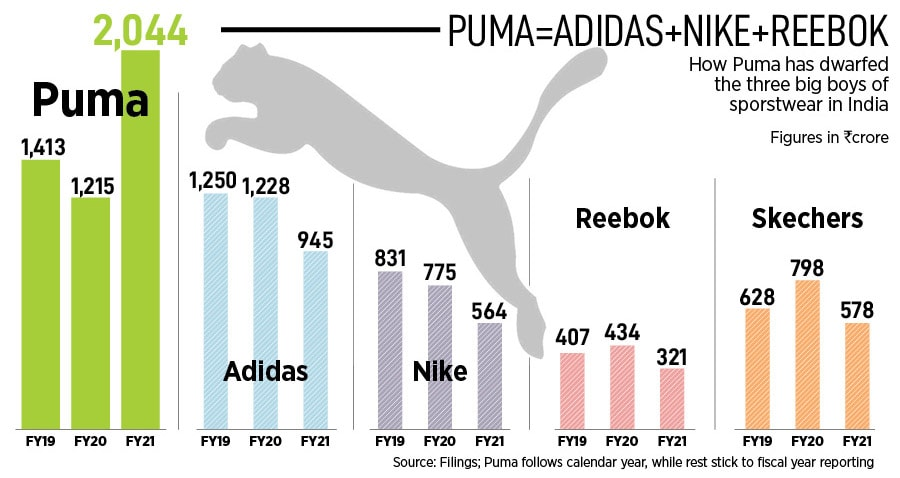 PUMA=ADIDAS+NIKE+REEBOK
How Puma has dwarfed
the three big boys of
sporstwear in India
Figures in ₹crore
Puma
1,413
1,215
2,044
FY19 FY20 FY21
Adidas
1,250
1,228
945
FY19 FY20 FY21
Nike
831
775
564
FY19 FY20 FY21
Reebok
407
434
321
FY19 FY20 FY21
Skechers
628
798
578
FY19 FY20 FY21
Source: Filings; Puma follows calendar year, while rest stick to fiscal year reporting